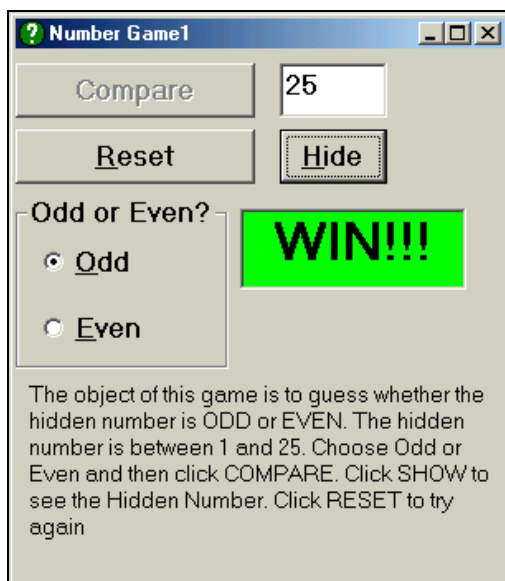 Number Game1
Compare 25
Reset Hide
Odd or Even?
WIN!!!
Odd
Even
The object of this game is to guess whether the
hidden number is ODD or EVEN. The hidden
number is between 1 and 25. Choose Odd or
Even and then click COMPARE. Click SHOW to
see the Hidden Number. Click RESET to try
again